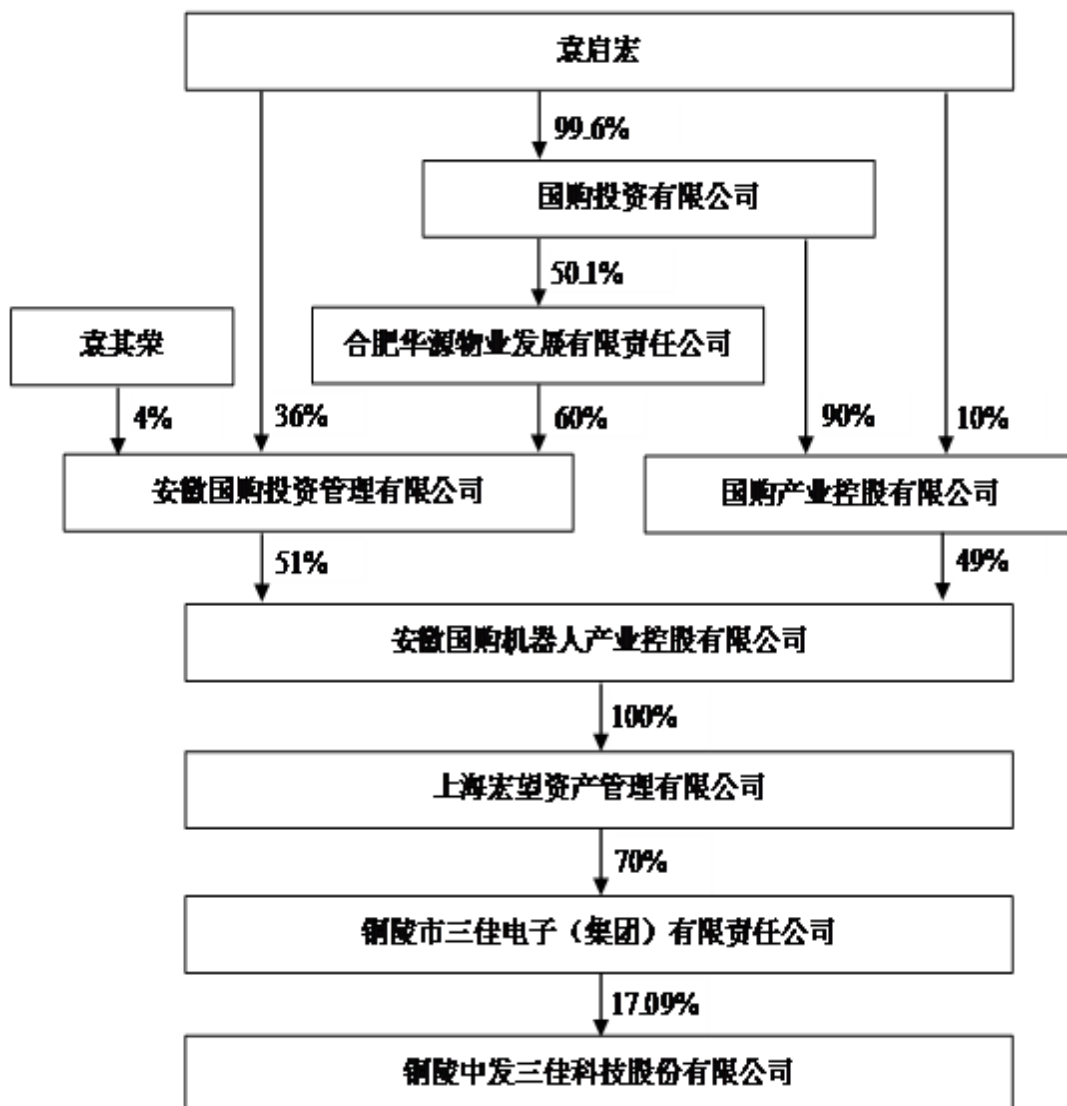 袁启宏
99.6%
国购投资有限公司
50.1%
袁其荣
合肥华源物业发展有限责任公司
4%
36%
60%
90%
10%
安徽国购投资管理有限公司
国购产业控股有限公司
51%
49%
安徽国购机器人产业控股有限公司
100%
上海宏望资产管理有限公司
70%
铜陵市三佳电子（集团）有限责任公司
17.09%
铜陵中发三佳科技股份有限公司